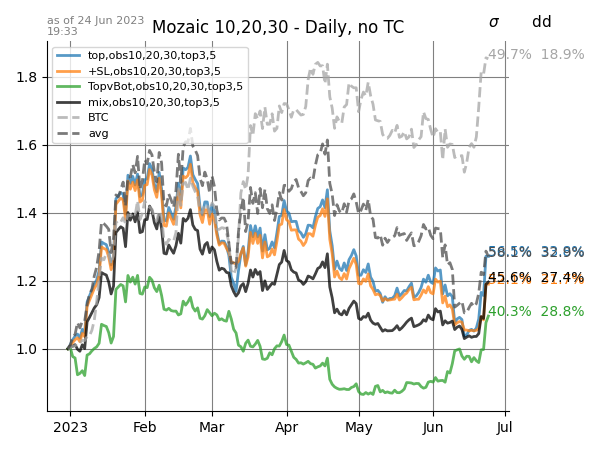 as of 24 Jun 2023
19:33
Mozaic 10,20,30 - Daily, no TC
σ dd
top,obs10,20,30,top3,5
+SL,obs10,20,30,top3,5
TopvBot,obs10,20,30,top3,5
mix,obs10,20,30,top3,5
BTC
avg
49.7% 18.9%
45.6% 27.4%
40.3% 28.8%
1.8
1.6
1.4
1.2
1.0
2023 Feb Mar Apr May Jun Jul